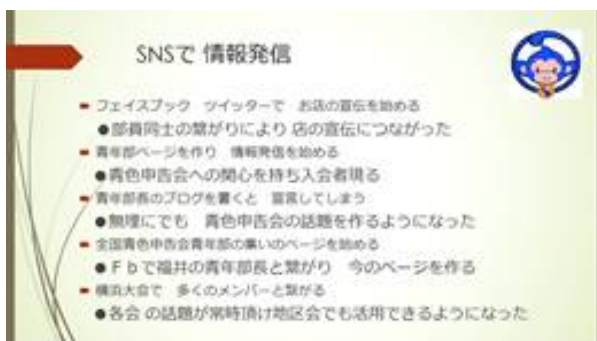 SNSで 情報発信
フェイスブック ツイッターで お店の宣伝を始める
●部員同士の繋がりにより 店の宣伝につながった
青年部ページを作り 情報発信を始める
●青色申告会への関心を持ち入会者現る
青年部長のブログを書くと 宣言してしまう
●無理にでも 青色申告会の話題を作るようになった
全国青色申告会青年部の集いのページを始める
●Fbで福井の青年部長と繋がり 今のページを作る
横浜大会で 多くのメンバーと繋がる
●各会 の話題が常時頂け地区会でも活用できるようになった